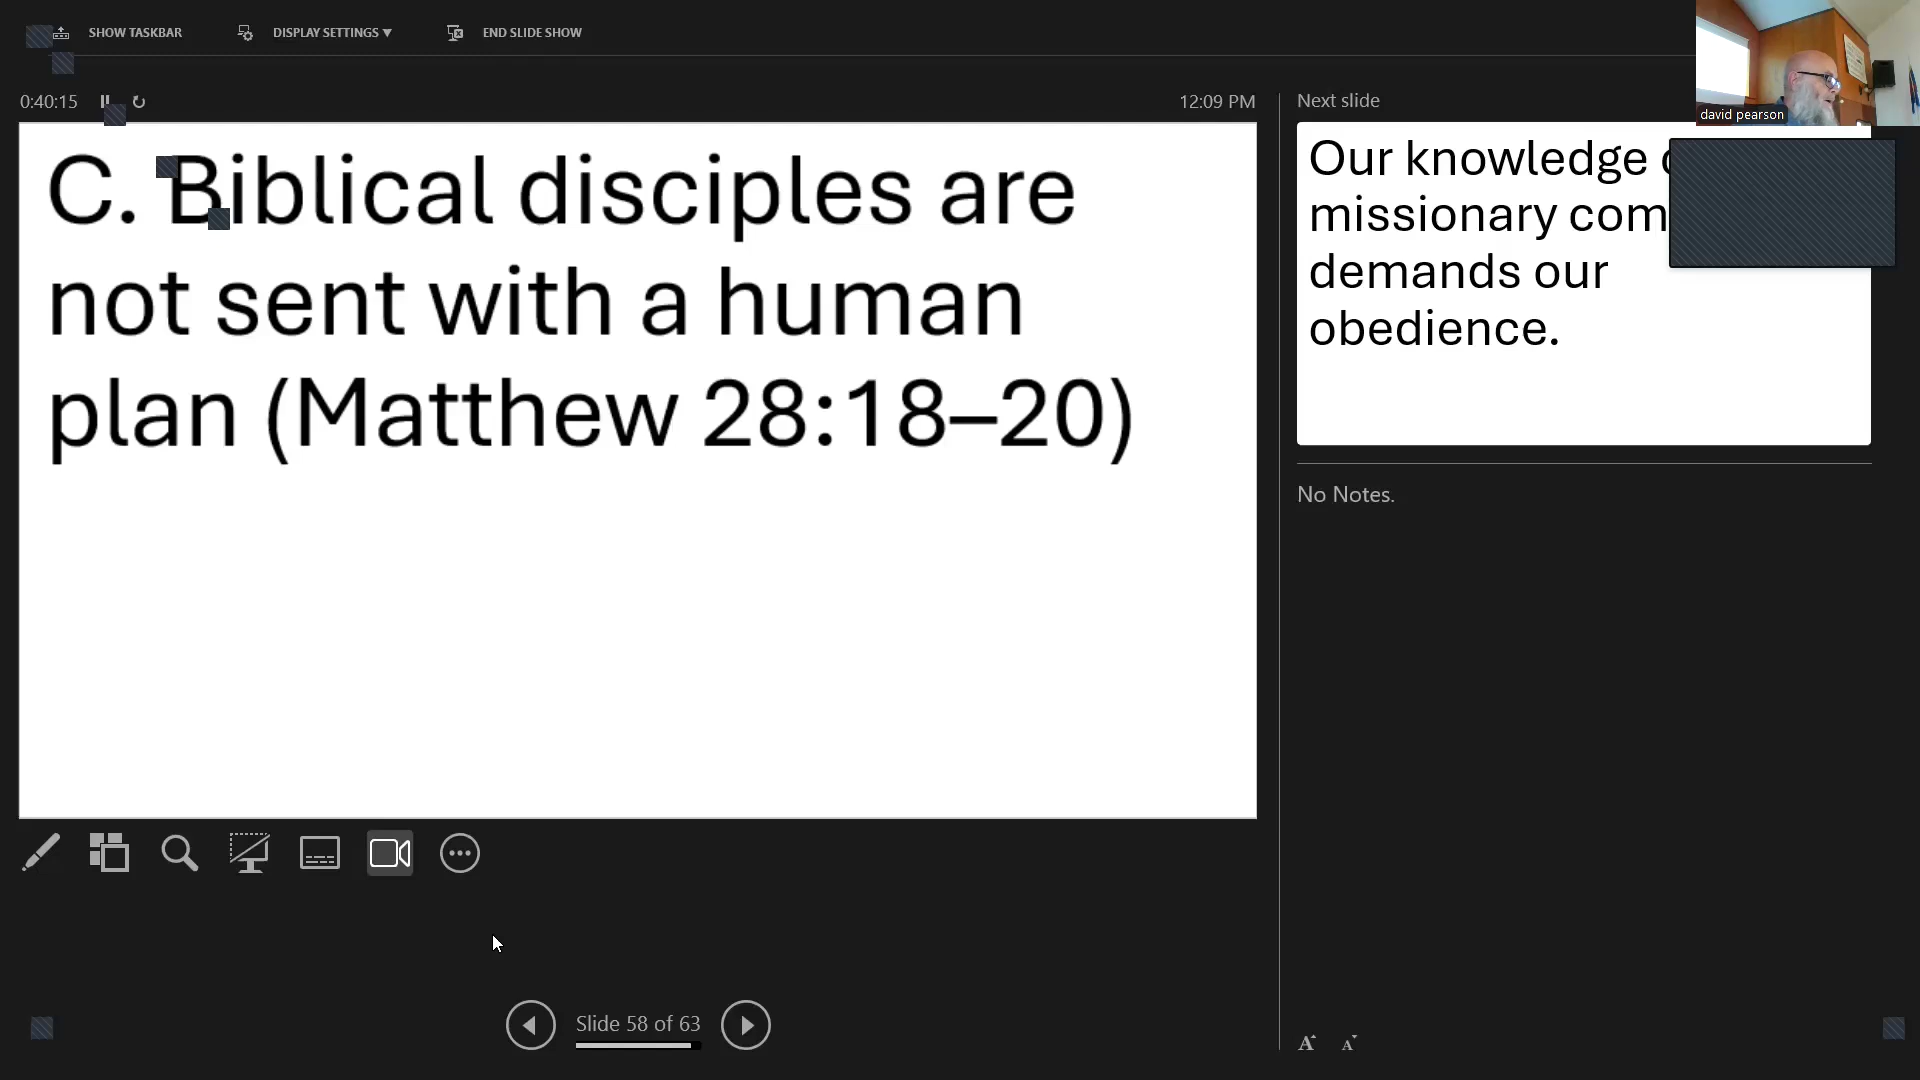 SHOW TASKBAR
DISPLAY SETTINGS ▼
END SLIDE SHOW
0:40:15
12:09 PM
C. Biblical disciples are
not sent with a human
plan (Matthew 28:18–20)
Slide 58 of 63
Next slide
david pearson
Our knowledge
missionary
demands our
obedience.
No Notes.